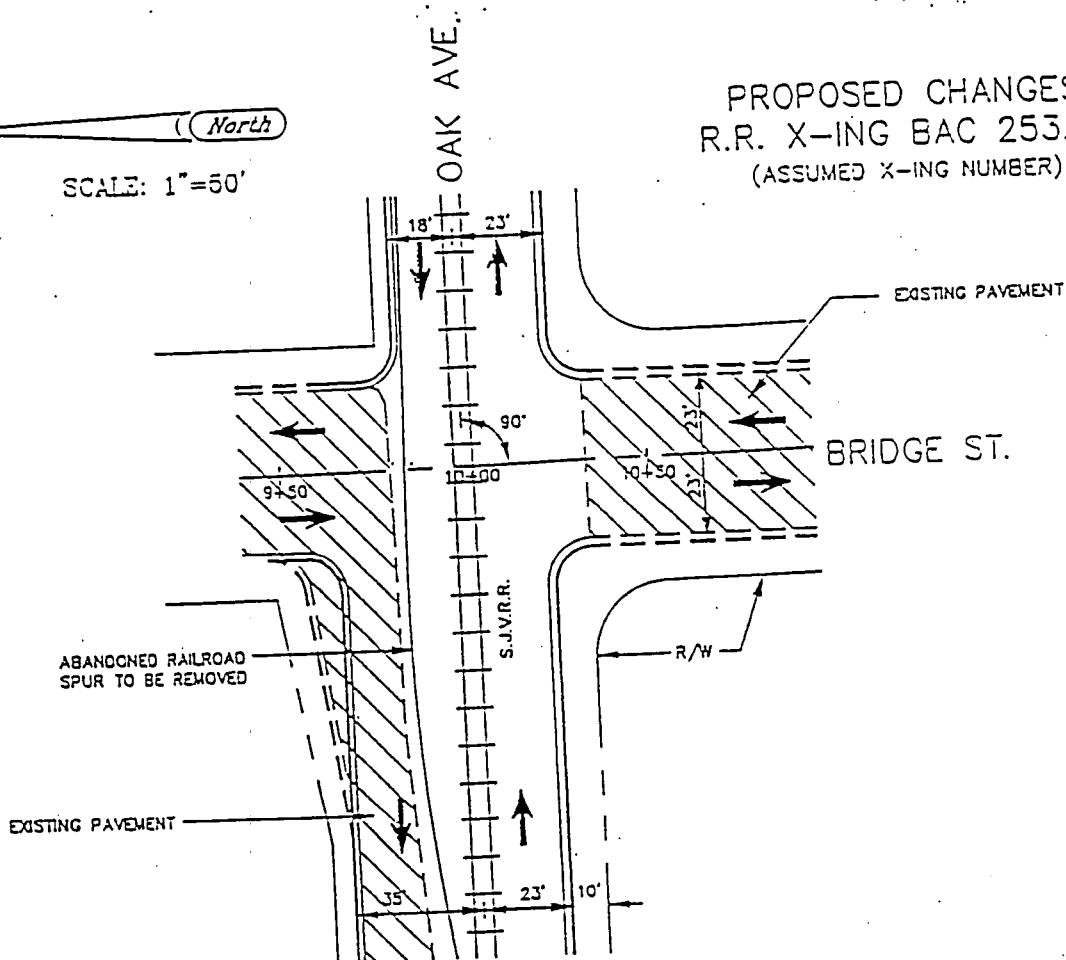 OAK AVE.
North
SCALE: 1"=50'
PROPOSED CHANGES
R.R. X-ING BAC 253.
(ASSUMED X-ING NUMBER)
18'
23'
EXISTING PAVEMENT
90'
23'
23'
BRIDGE ST.
9+50
10+00
10+50
S.J.V.R.R.
ABANDONED RAILROAD
SPUR TO BE REMOVED
R/W
EXISTING PAVEMENT
35'
23'
10'